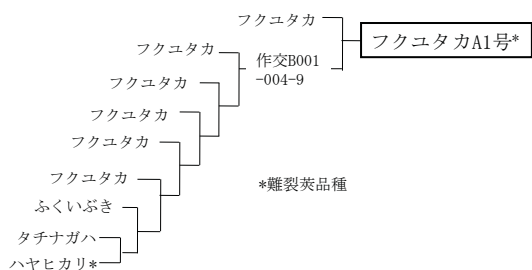 フクユタカ
フクユタカA1号*
フクユタカ
作交B001
-004-9
フクユタカ
フクユタカ
フクユタカ
フクユタカ
*難裂莢品種
ふくいぶき
タチナガハ
ハヤヒカリ*